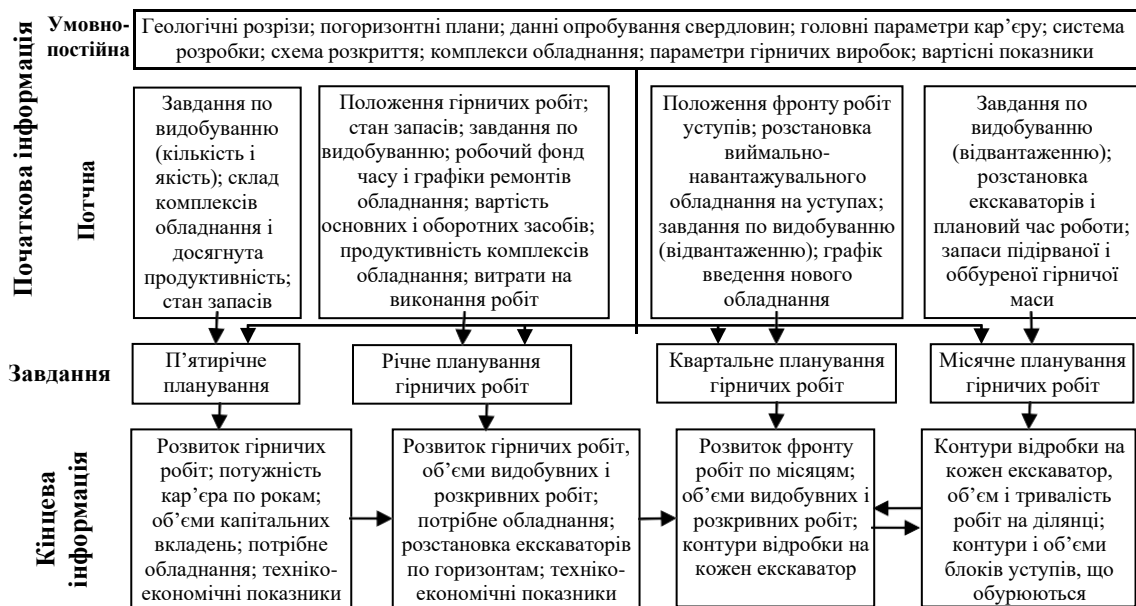 Умовно-
постійна
Геологічні розрізи; погоризонтні плани; данні опробування свердловин; головні параметри кар’єру; система
розробки; схема розкриття; комплекси обладнання; параметри гірничих виробок; вартісні показники
Початкова інформація
Потчна
Завдання по
видобуванню
(кількість і
якість); склад
комплексів
обладнання і
досягнута
продуктивність;
стан запасів
Положення гірничих робіт;
стан запасів; завдання по
видобуванню; робочий фонд
часу і графіки ремонтів
обладнання; вартість
основних і оборотних засобів;
продуктивність комплексів
обладнання; витрати на
виконання робіт
Положення фронту робіт
уступів; розстановка
виймально-
навантажувального
обладнання на уступах;
завдання по видобуванню
(відвантаженню); графік
введення нового
обладнання
Завдання по
видобуванню
(відвантаженню);
розстановка
екскаваторів і
плановий час роботи;
запаси підірваної і
оббуреної гірничої
маси
Завдання
П’ятирічне
планування
Річне планування
гірничих робіт
Квартальне планування
гірничих робіт
Місячне планування
гірничих робіт
Кінцева
інформація
Розвиток гірничих
робіт; потужність
кар’єра по рокам;
об’єми капітальних
вкладень; потрібне
обладнання; техніко-
економічні показники
Розвиток гірничих робіт,
об’єми видобувних і
розкривних робіт;
потрібне обладнання;
розстановка екскаваторів
по горизонтам; техніко-
економічні показники
Розвиток фронту
робіт по місяцям;
об’єми видобувних і
розкривних робіт;
контури відробки на
кожен екскаватор
Контури відробки на
кожен екскаватор,
об’єм і тривалість
робіт на ділянці;
контури і об’єми
блоків уступів, що
обурюються